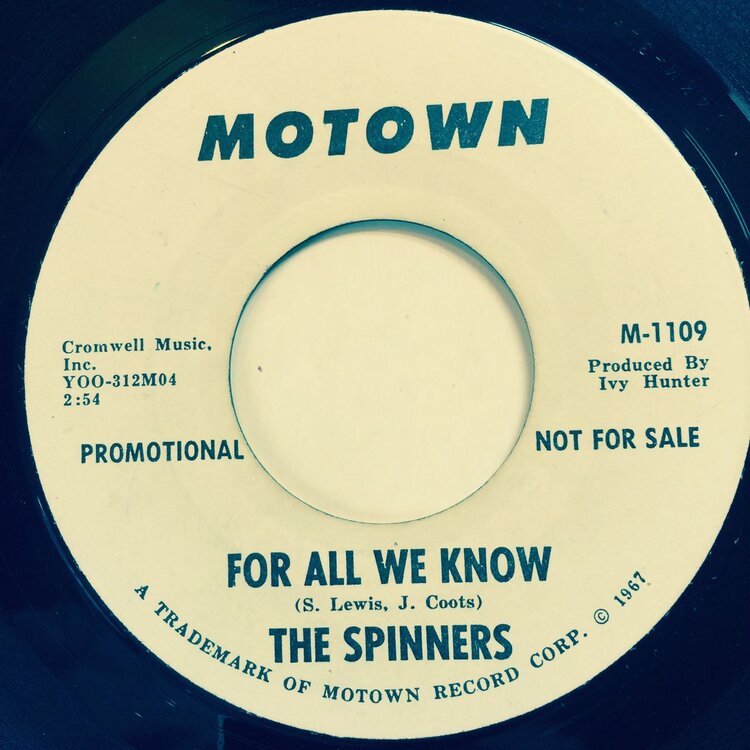 MOTOWN
Cromwell Music,
Inc.
YOO-312M04
2:54
M-1109
Produced By
Ivy Hunter
PROMOTIONAL
NOT FOR SALE
FOR ALL WE KNOW
(S. Lewis, J. Coots)
THE SPINNERS
A TRADEMARK OF MOTOWN RECORD CORP. © 1967